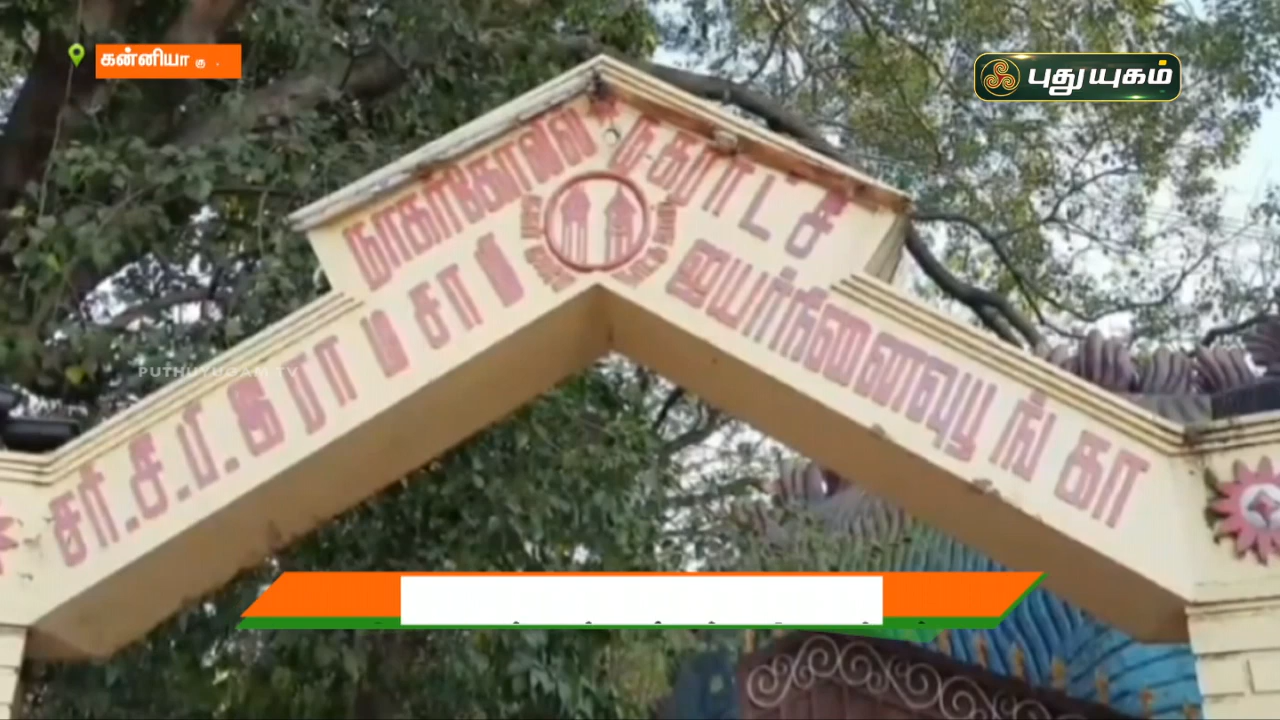 கன்னியாகு
புதுயுகம்
நாகர்கோவில் நகராட்சி
சர்.சி.பி.இராமசாமி ஐயர்நினைவுபூங்கா
PUTHUYUGAM TV